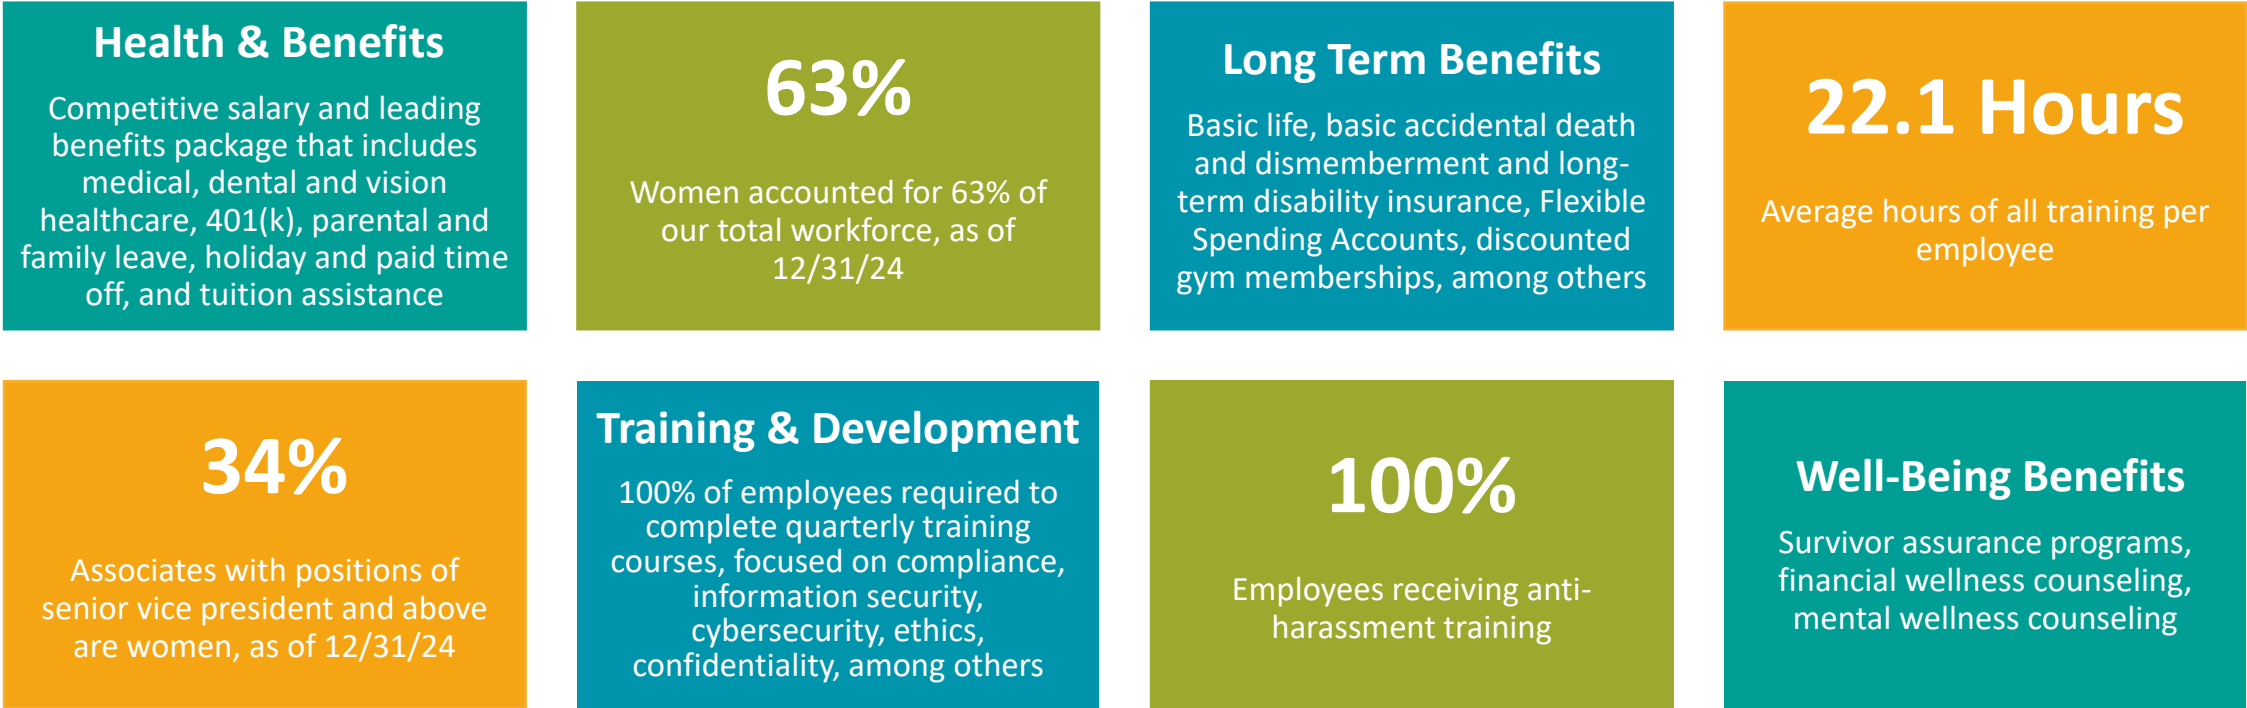 Health & Benefits
Competitive salary and leading
benefits package that includes
medical, dental and vision
healthcare, 401(k), parental and
family leave, holiday and paid time
off, and tuition assistance
63%
Women accounted for 63% of
our total workforce, as of
12/31/24
Long Term Benefits
Basic life, basic accidental death
and dismemberment and long-
term disability insurance, Flexible
Spending Accounts, discounted
gym memberships, among others
22.1 Hours
Average hours of all training per
employee
34%
Associates with positions of
senior vice president and above
are women, as of 12/31/24
Training & Development
100% of employees required to
complete quarterly training
courses, focused on compliance,
information security,
cybersecurity, ethics,
confidentiality, among others
100%
Employees receiving anti-
harassment training
Well-Being Benefits
Survivor assurance programs,
financial wellness counseling,
mental wellness counseling